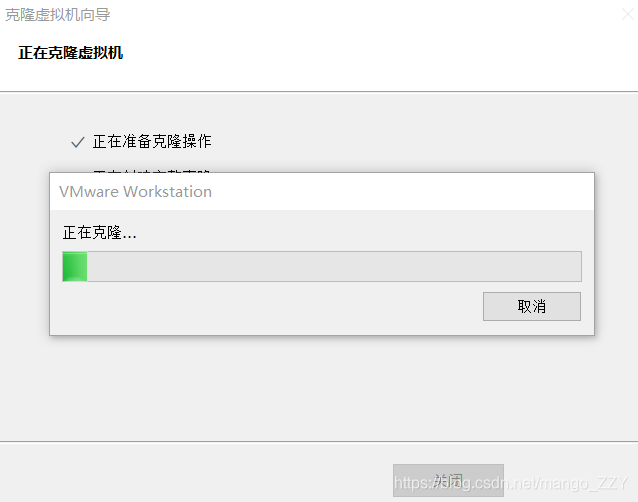 克隆虚拟机向导
正在克隆虚拟机
正在准备克隆操作
VMware Workstation
正在克隆...
取消
关闭
https://blog.csdn.net/mango_ZZY